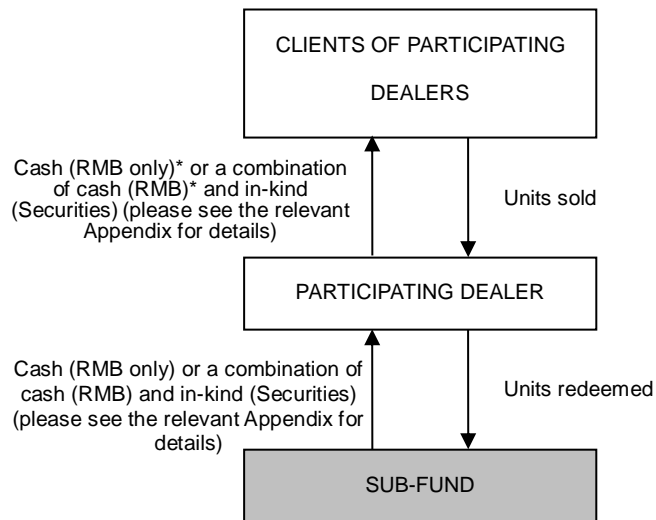 CLIENTS OF PARTICIPATING
DEALERS
Cash (RMB only)* or a combination
of cash (RMB)* and in-kind
(Securities) (please see the relevant
Appendix for details)
Units sold
PARTICIPATING DEALER
Cash (RMB only) or a combination of
cash (RMB) and in-kind (Securities)
(please see the relevant Appendix for
details)
Units redeemed
SUB-FUND